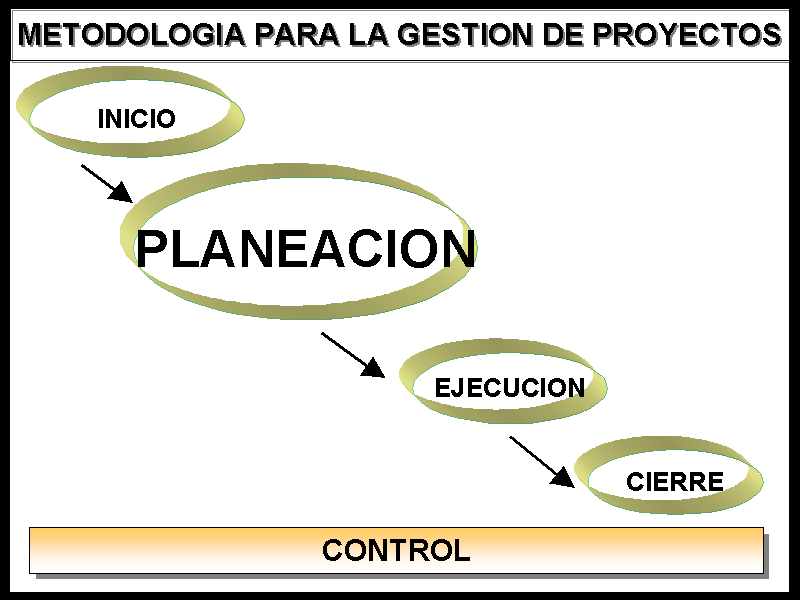 METODOLOGIA PARA LA GESTION DE PROYECTOS
INICIO
PLANEACION
EJECUCION
CIERRE
CONTROL